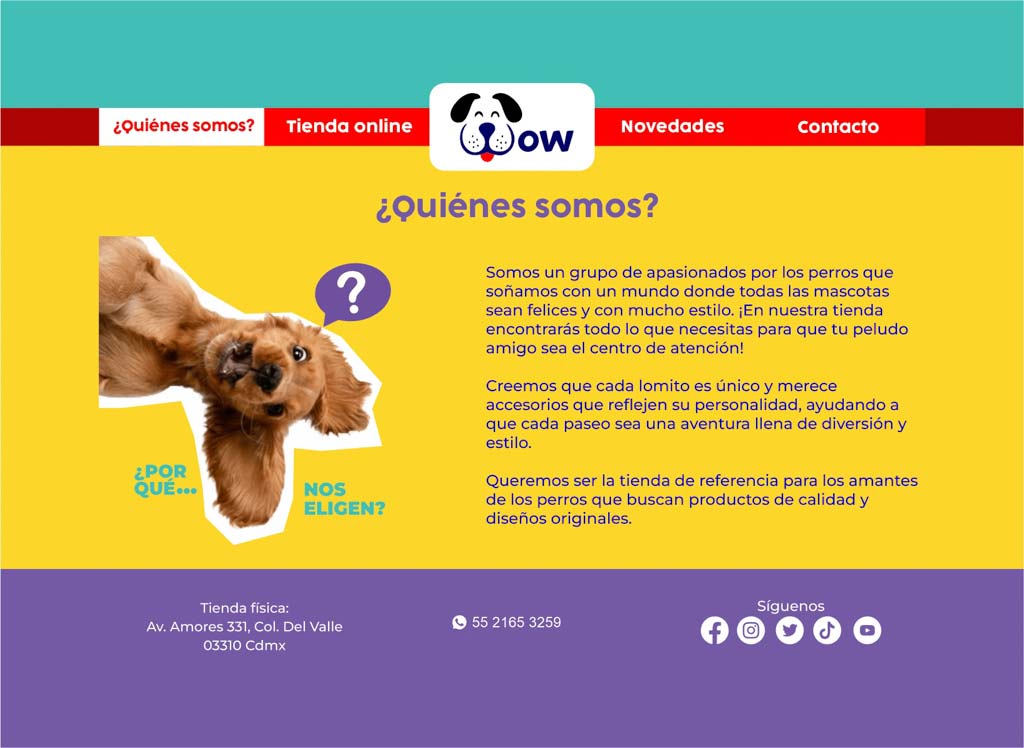 ¿Quiénes somos?
Tienda online
Wow
Novedades
Contacto
¿Quiénes somos?
?
Somos un grupo de apasionados por los perros que
soñamos con un mundo donde todas las mascotas
sean felices y con mucho estilo. ¡En nuestra tienda
encontrarás todo lo que necesitas para que tu peludo
amigo sea el centro de atención!
Creemos que cada lomito es único y merece
accesorios que reflejen su personalidad, ayudando a
que cada paseo sea una aventura llena de diversión y
estilo.
Queremos ser la tienda de referencia para los amantes
de los perros que buscan productos de calidad y
diseños originales.
¿POR
QUÉ...
NOS
ELIGEN?
Tienda física:
Av. Amores 331, Col. Del Valle
03310 Cdmx
55 2165 3259
Síguenos